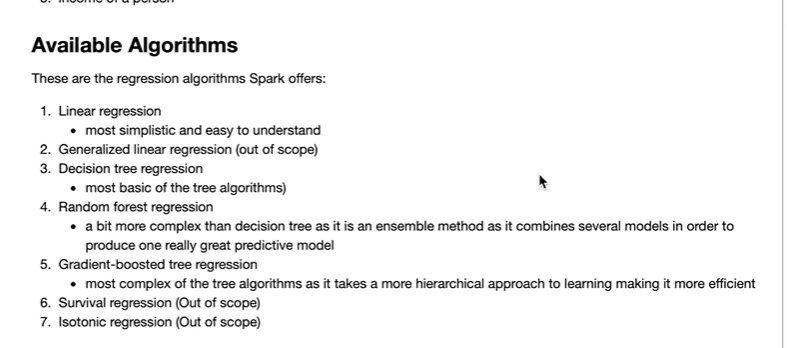 5. Income of a person
Available Algorithms
These are the regression algorithms Spark offers:
1. Linear regression
• most simplistic and easy to understand
2. Generalized linear regression (out of scope)
3. Decision tree regression
• most basic of the tree algorithms)
4. Random forest regression
• a bit more complex than decision tree as it is an ensemble method as it combines several models in order to
produce one really great predictive model
5. Gradient-boosted tree regression
• most complex of the tree algorithms as it takes a more hierarchical approach to learning making it more efficient
6. Survival regression (Out of scope)
7. Isotonic regression (Out of scope)